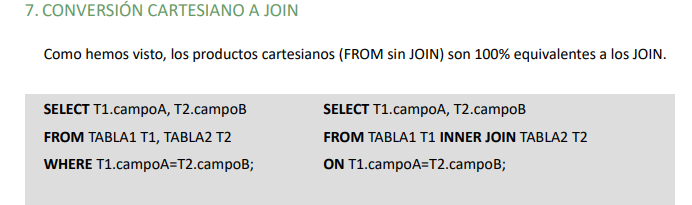 7. CONVERSIÓN CARTESIANO A JOIN
Como hemos visto, los productos cartesianos (FROM sin JOIN) son 100% equivalentes a los JOIN.
SELECT T1.campoA, T2.campoB
FROM TABLA1 T1, TABLA2 T2
WHERE T1.campoA=T2.campoB;
SELECT T1.campoA, T2.campoB
FROM TABLA1 T1 INNER JOIN TABLA2 T2
ON T1.campoA=T2.campoB;